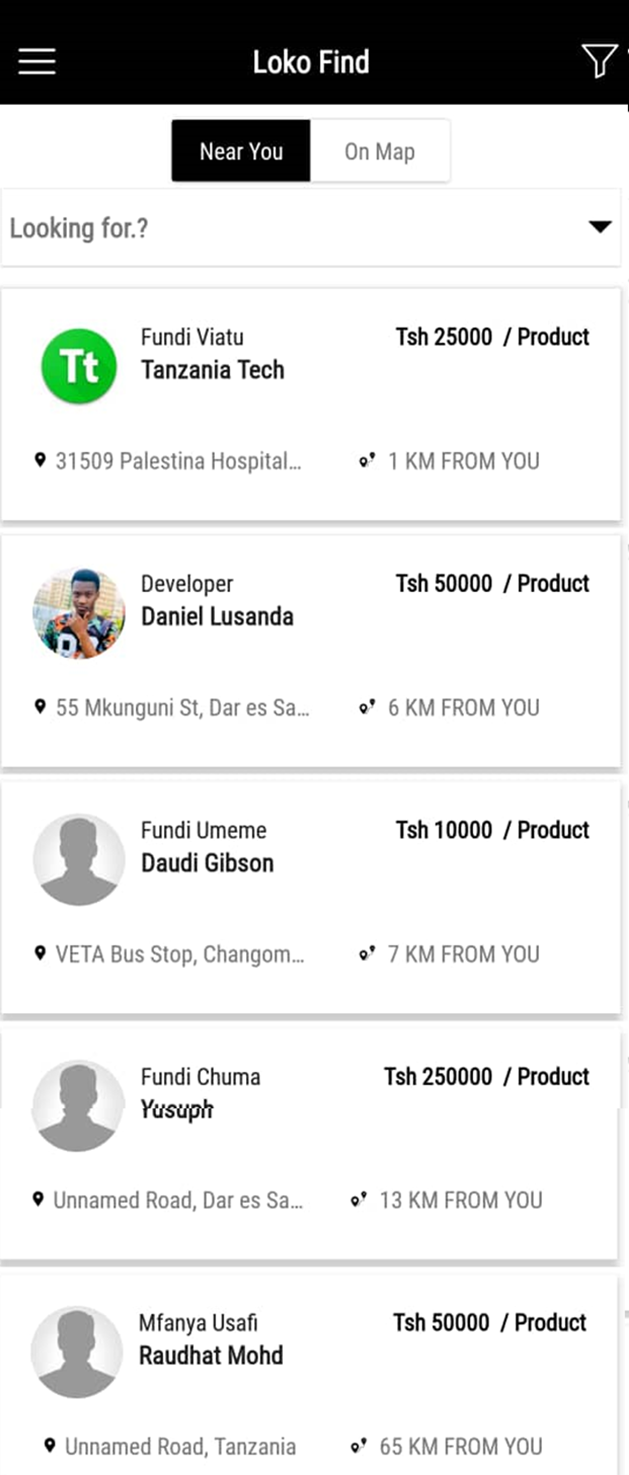 Loko Find
Near You On Map
Looking for.?
Fundi Viatu Tsh 25000 / Product
Tt
Tanzania Tech
31509 Palestina Hospital... 1 KM FROM YOU
Developer Tsh 50000 / Product
Daniel Lusanda
55 Mkunguni St, Dar es Sa... 6 KM FROM YOU
Fundi Umeme Tsh 10000 / Product
Daudi Gibson
VETA Bus Stop, Changom... 7 KM FROM YOU
Fundi Chuma Tsh 250000 / Product
Yusuph
Unnamed Road, Dar es Sa... 13 KM FROM YOU
Mfanya Usafi Tsh 50000 / Product
Raudhat Mohd
Unnamed Road, Tanzania 65 KM FROM YOU